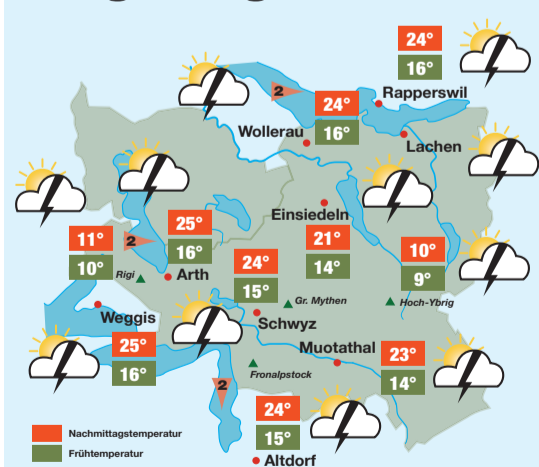 24°
16°
Rapperswil
2
24°
16°
Wollerau
Lachen
Einsiedeln
21°
14°
25°
16°
Arth
11°
10°
2
Rigi
24°
15°
Gr. Mythen
10°
9°
Hoch-Ybrig
Weggis
Schwyz
25°
16°
Muotathal
23°
14°
Fronalpstock
2
24°
15°
Altdorf
Nachmittagstemperatur
Frühtemperatur